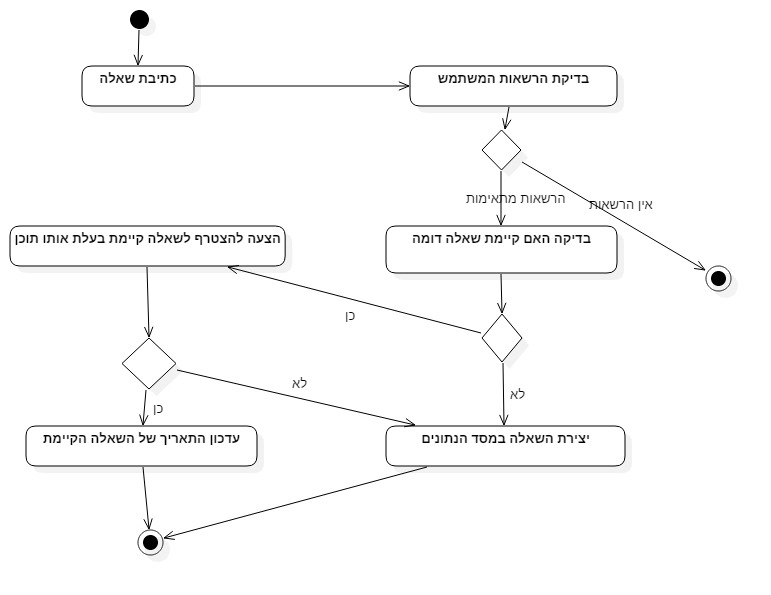 כתיבת שאלה
בדיקת הרשאות המשתמש
הרשאות מתאימות
אין הרשאות
בדיקה האם קיימת שאלה דומה
הצעה להצטרף לשאלה קיימת בעלת אותו תוכן
כן
לא
לא
כן
יצירת השאלה במסד הנתונים
עדכון התאריך של השאלה הקיימת